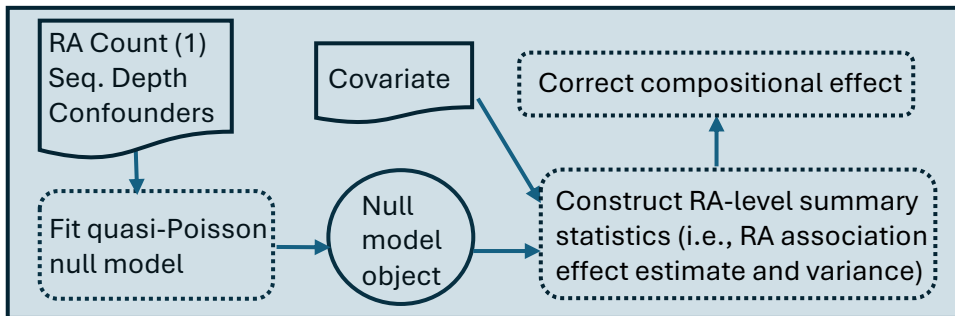 RA Count (1)
Seq. Depth
Confounders
Covariate
Correct compositional effect
Fit quasi-Poisson
null model
Null
model
object
Construct RA-level summary
statistics (i.e., RA association
effect estimate and variance)